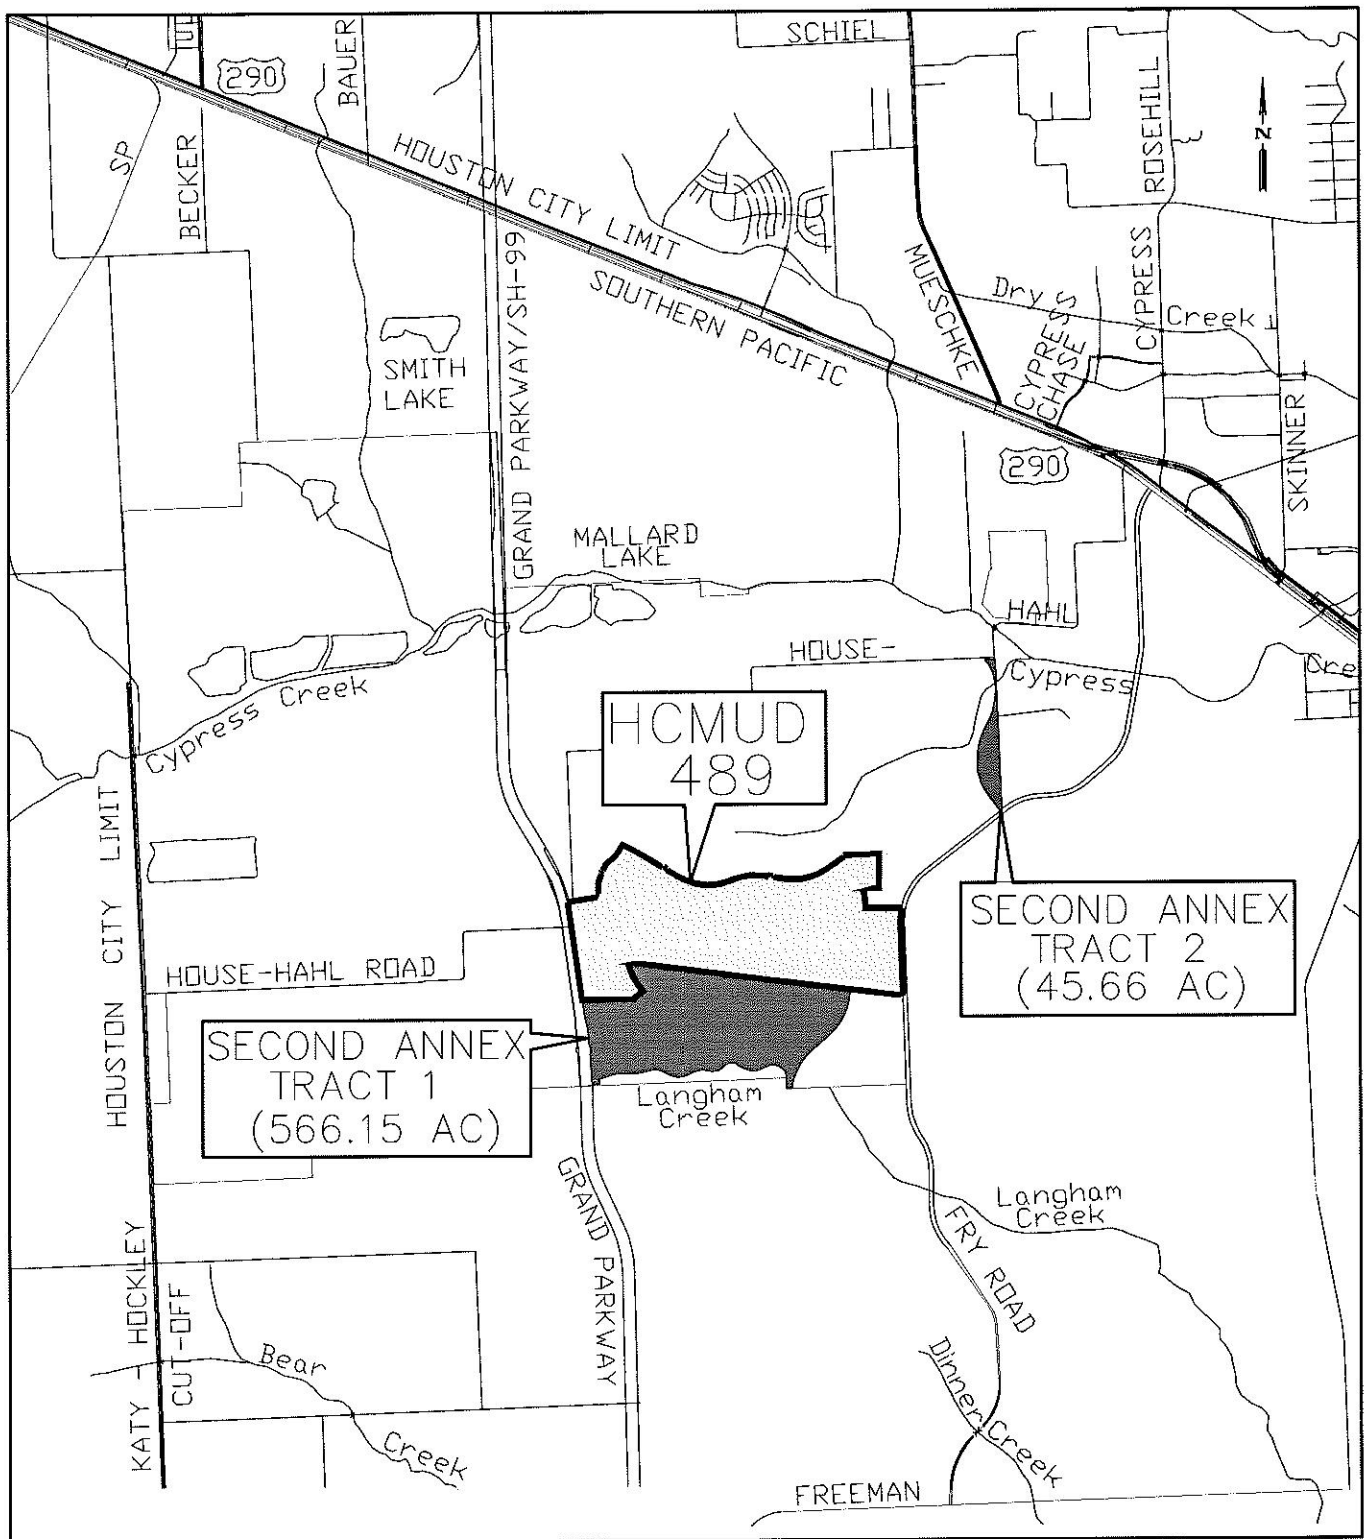 SCHIEL
290
BAUER
SP
BECKER
HOUSTON CITY LIMIT
SOUTHERN PACIFIC
ROSEHILL
N
CYPRESS
MUESCHKE
Dry
Creek
CYPRESS
CHASE
SMITH
LAKE
GRAND PARKWAY/SH-99
290
SKINNER
MALLARD
LAKE
HAHL
HOUSE-
Cypress
Cre
Cypress Creek
HCMUD
489
HOUSTON CITY LIMIT
SECOND ANNEX
TRACT 2
(45.66 AC)
HOUSE-HAHL ROAD
SECOND ANNEX
TRACT 1
(566.15 AC)
Langham
Creek
GRAND PARKWAY
Langham
Creek
FRY ROAD
KATY - HOCKLEY
CUT-OFF
Bear
Creek
Dinner Creek
FREEMAN